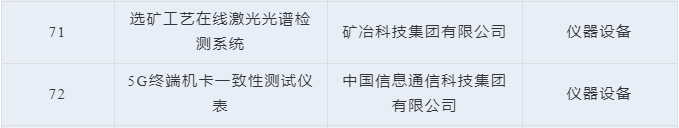 71
选矿工艺在线激光光谱检
测系统
矿冶科技集团有限公司
仪器设备
72
5G终端机卡一致性测试仪
表
中国信息通信科技集团
有限公司
仪器设备